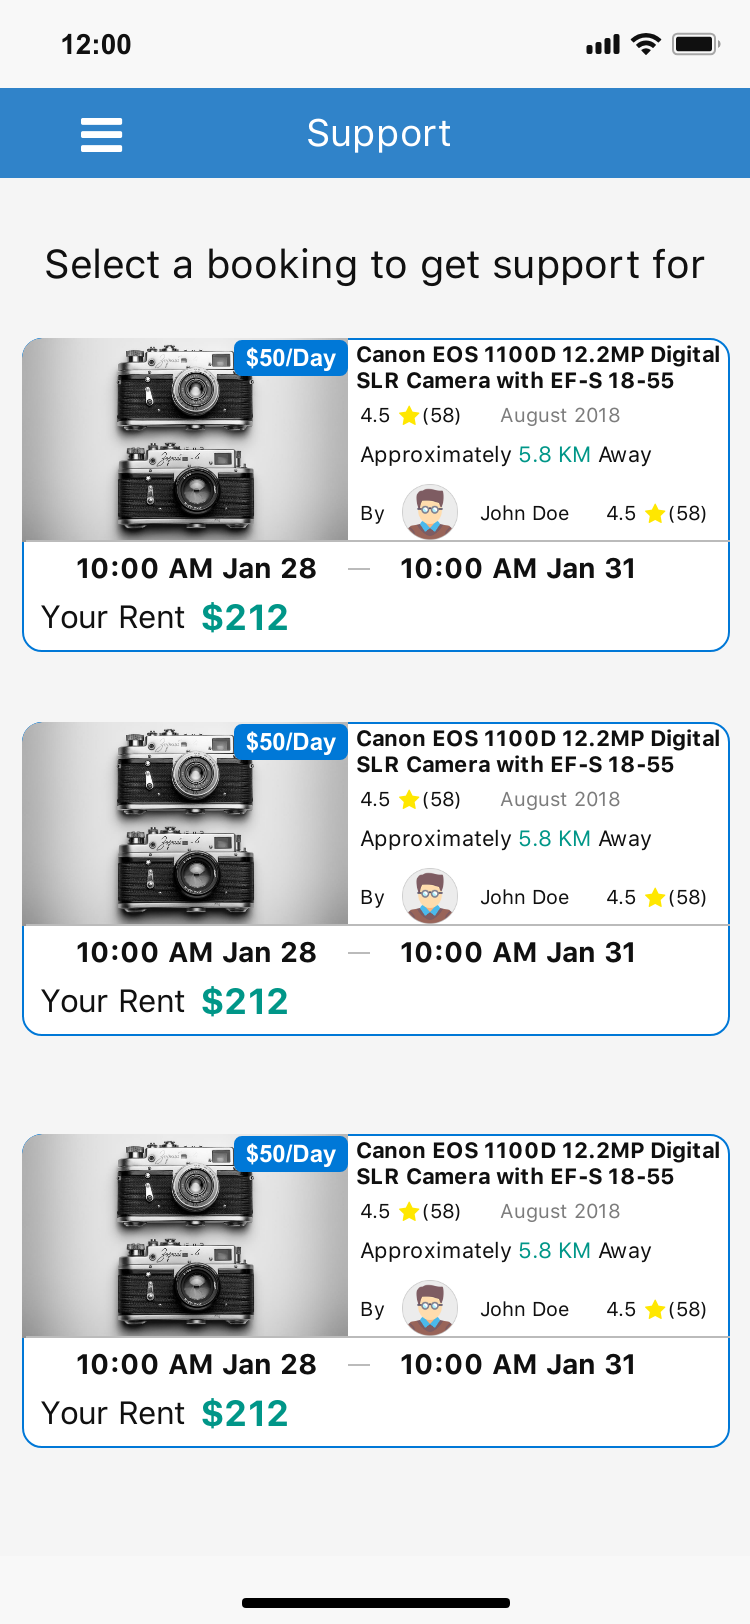 12:00
Support
Select a booking to get support for
$50/Day
Canon EOS 1100D 12.2MP Digital
SLR Camera with EF-S 18-55
4.5 (58) August 2018
Approximately 5.8 KM Away
By John Doe 4.5 (58)
10:00 AM Jan 28 — 10:00 AM Jan 31
Your Rent $212
$50/Day
Canon EOS 1100D 12.2MP Digital
SLR Camera with EF-S 18-55
4.5 (58) August 2018
Approximately 5.8 KM Away
By John Doe 4.5 (58)
10:00 AM Jan 28 — 10:00 AM Jan 31
Your Rent $212
$50/Day
Canon EOS 1100D 12.2MP Digital
SLR Camera with EF-S 18-55
4.5 (58) August 2018
Approximately 5.8 KM Away
By John Doe 4.5 (58)
10:00 AM Jan 28 — 10:00 AM Jan 31
Your Rent $212